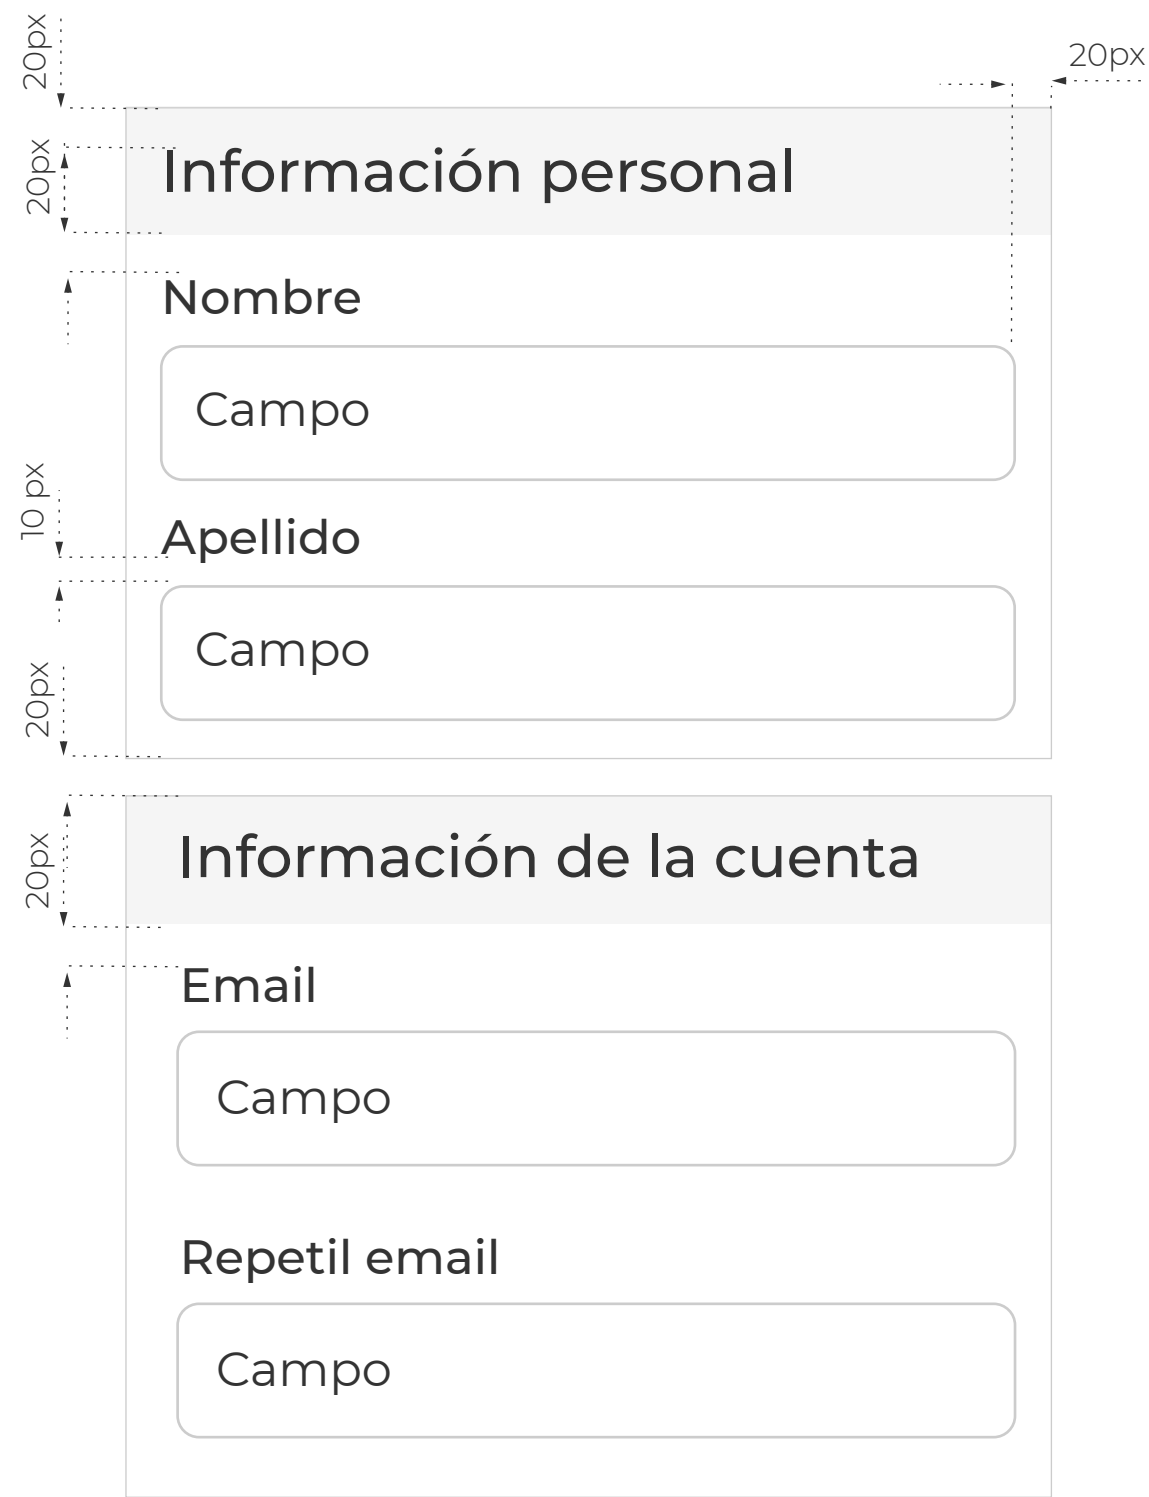 20px
20px
20px
Información personal
Nombre
Campo
10 px
Apellido
Campo
20px
20px
Información de la cuenta
Email
Campo
Repetil email
Campo